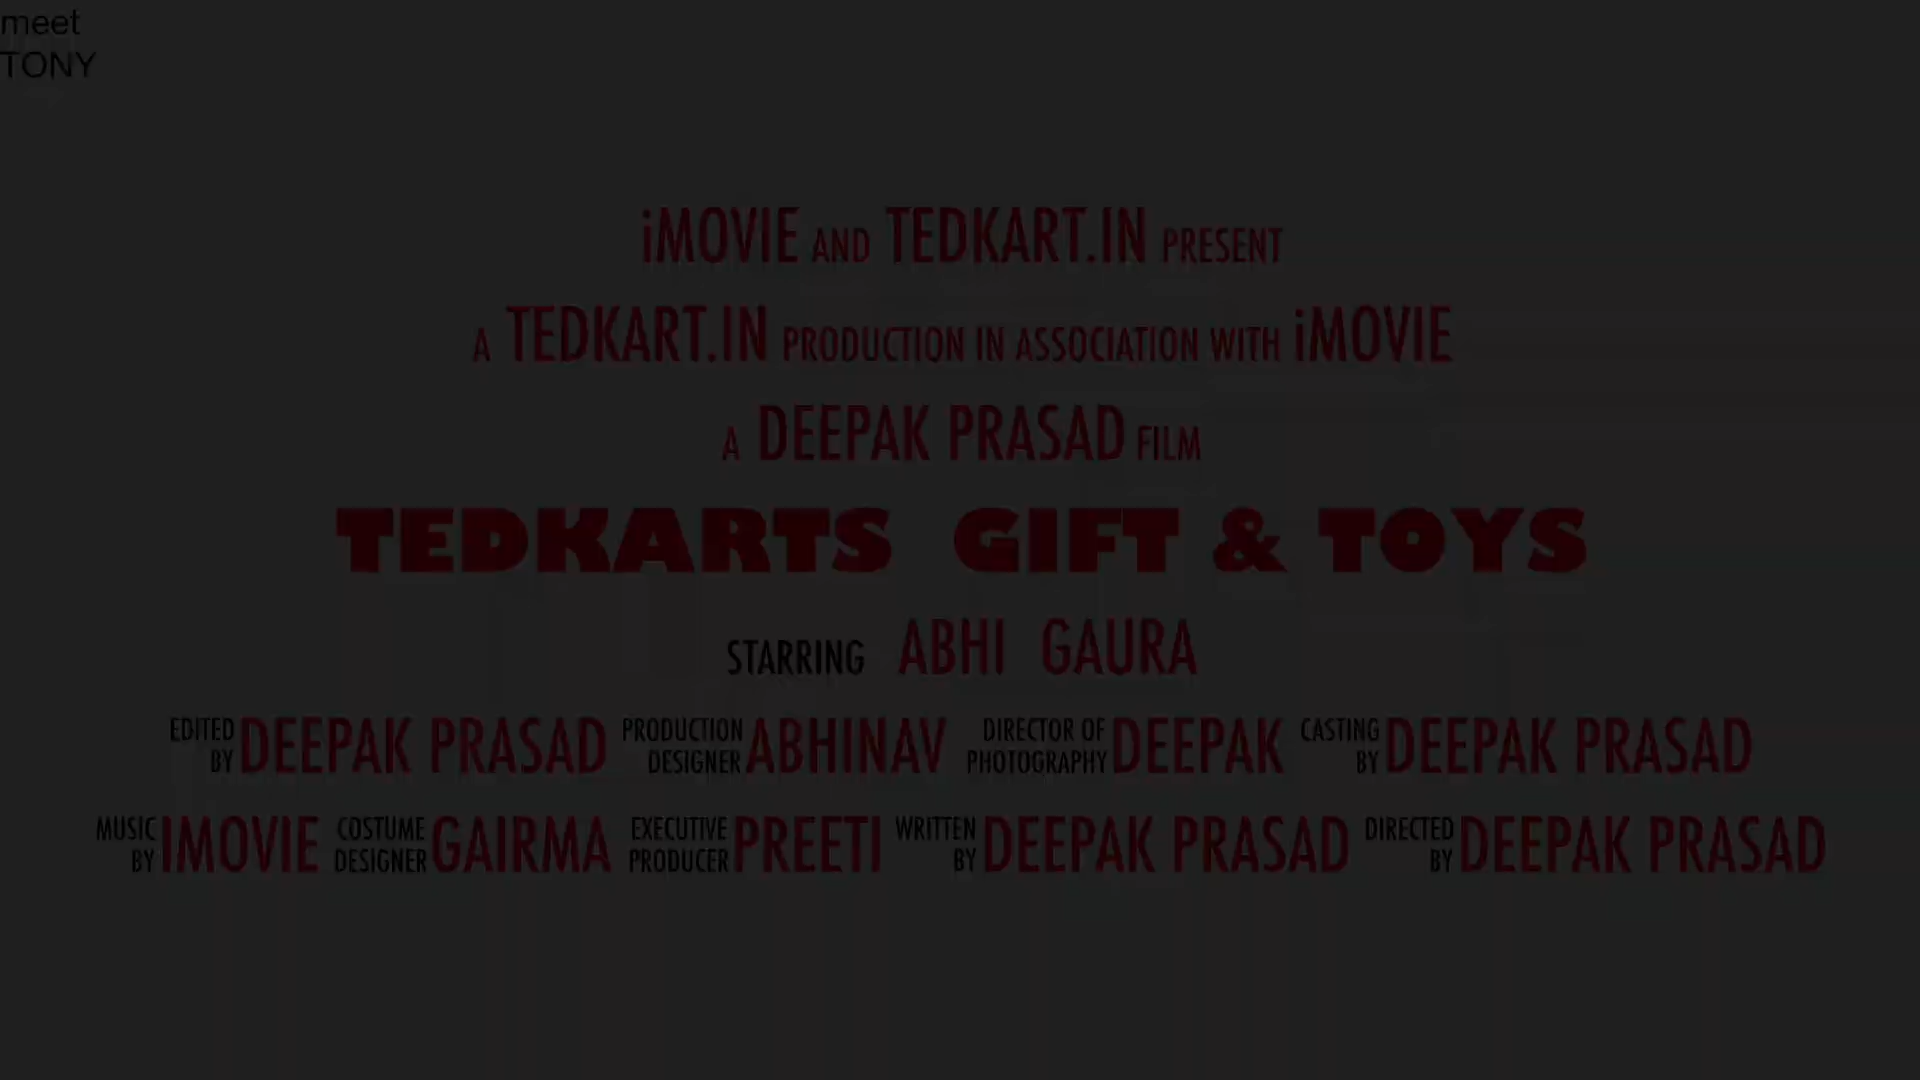 meet
TONY
iMOVIE AND TEDKART.IN PRESENT
A TEDKART.IN PRODUCTION IN ASSOCIATION WITH iMOVIE
A DEEPAK PRASAD FILM
TEDKARTS GIFT & TOYS
STARRING ABHI GAURA
EDITED BY DEEPAK PRASAD PRODUCTION DESIGNER ABHINAV DIRECTOR OF PHOTOGRAPHY DEEPAK CASTING BY DEEPAK PRASAD
MUSIC BY IMOVIE COSTUME DESIGNER GAIRMA EXECUTIVE PRODUCER PREETI WRITTEN BY DEEPAK PRASAD DIRECTED BY DEEPAK PRASAD